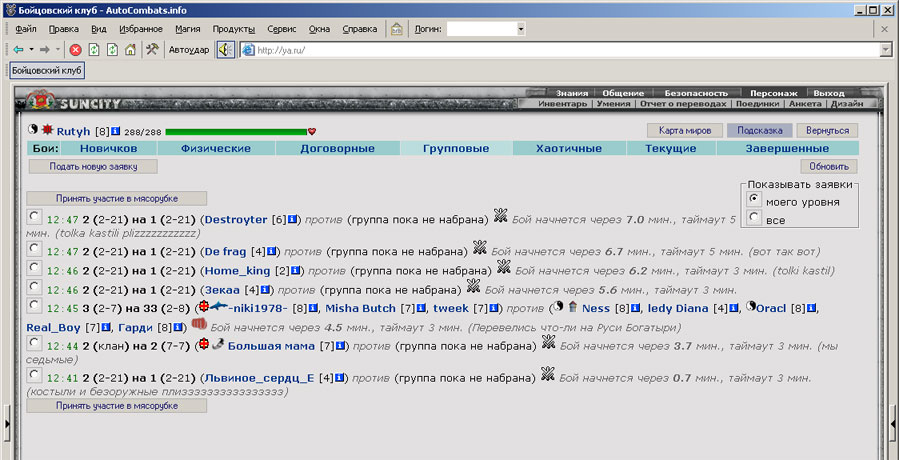 Бойцовский клуб - AutoCombats.info
Файл Правка Вид Избранное Магия Продукты Сервис Окна Справка Логин:
Автоудар http://ya.ru/
Бойцовский клуб
SUNCITY
Знания Общение Безопасность Персонаж Выход
Инвентарь | Умения | Отчет о переводах | Поединки | Анкета | Дизайн
Rutyh [8] 288/288 Карта миров Подсказка Вернуться
Бои: Новичков Физические Договорные Групповые Хаотичные Текущие Завершенные
Подать новую заявку Обновить
Показывать заявки
моего уровня
все
Принять участие в мясорубке
12:47 2 (2-21) на 1 (2-21) (Destroyter [6]) против (группа пока не набрана) Бой начнется через 7.0 мин., таймаут 5
мин. (tolka kastili plizzzzzzzzzzz)
12:47 2 (2-21) на 1 (2-21) (De frag [4]) против (группа пока не набрана) Бой начнется через 6.7 мин., таймаут 5 мин. (вот так вот)
12:46 2 (2-21) на 1 (2-21) (Home_king [2]) против (группа пока не набрана) Бой начнется через 6.2 мин., таймаут 3 мин. (tolki kastil)
12:46 2 (2-21) на 1 (2-21) (Зекаа [4]) против (группа пока не набрана) Бой начнется через 5.6 мин., таймаут 3 мин.
12:45 3 (2-7) на 33 (2-8) (-niki1978- [8], Misha Butch [7], tweek [7]) против (Ness [8], ledy Diana [4], Oracl [8],
Real_Boy [7], Гарди [8]) Бой начнется через 4.5 мин., таймаут 3 мин. (Перевелись что-ли на Руси Богатыри)
12:44 2 (клан) на 2 (7-7) (Большая мама [7]) против (группа пока не набрана) Бой начнется через 3.7 мин., таймаут 3 мин. (мы
седьмые)
12:41 2 (2-21) на 1 (2-21) (Львиное_сердц_Е [4]) против (группа пока не набрана) Бой начнется через 0.7 мин., таймаут 3 мин.
(костыли и безоружные плиззззззззззззззззз)
Принять участие в мясорубке